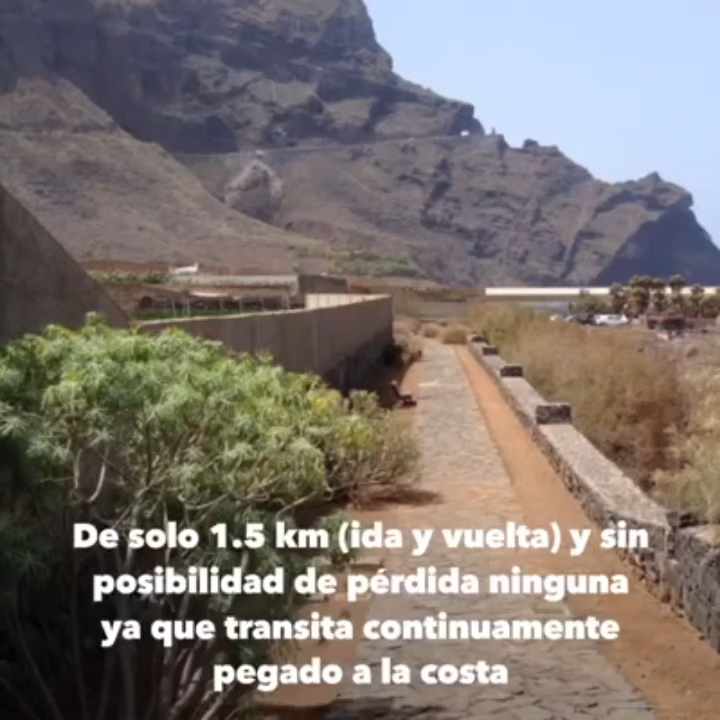 De solo 1.5 km (ida y vuelta) y sin
posibilidad de pérdida ninguna
ya que transita continuamente
pegado a la costa